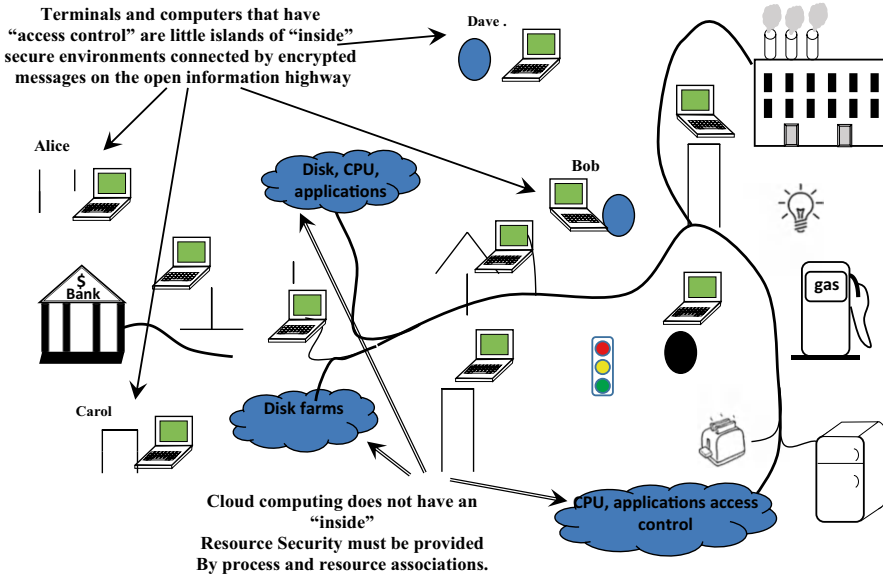 Terminals and computers that have
“access control” are little islands of “inside”
secure environments connected by encrypted
messages on the open information highway
Dave .
Alice
Disk, CPU,
applications
Bob
$
Bank
gas
Carol
Disk farms
CPU, applications access
control
Cloud computing does not have an
“inside”
Resource Security must be provided
By process and resource associations.